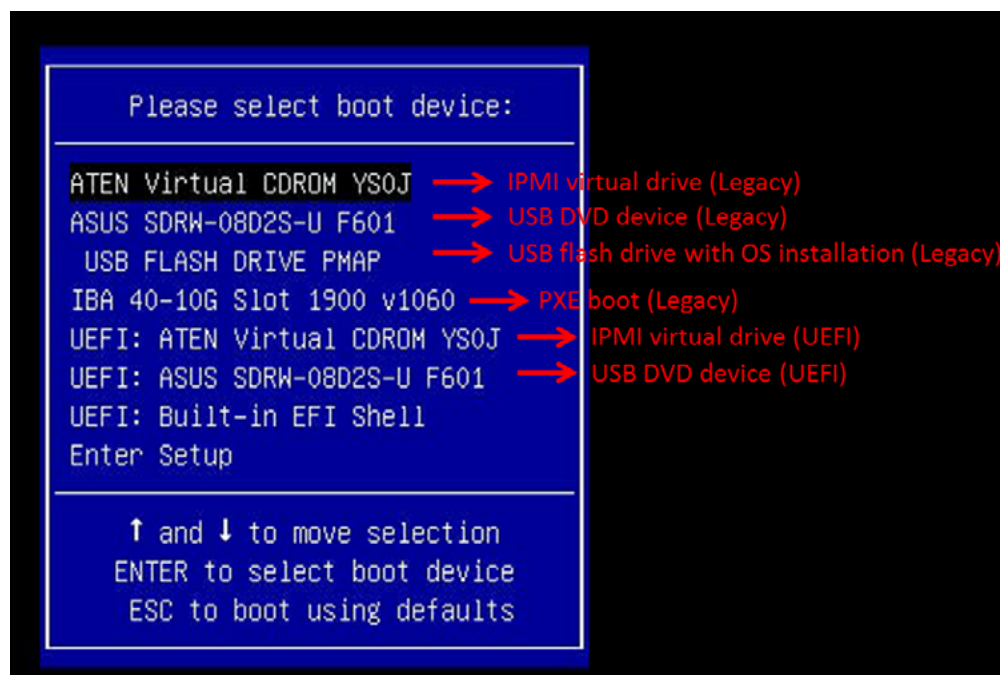 Please select boot device:
ATEN Virtual CDROM YS0J IPMI virtual drive (Legacy)
ASUS SDRW-08D2S-U F601 USB DVD device (Legacy)
USB FLASH DRIVE PMAP USB flash drive with OS installation (Legacy)
IBA 40-10G Slot 1900 v1060 PXE boot (Legacy)
UEFI: ATEN Virtual CDROM YS0J IPMI virtual drive (UEFI)
UEFI: ASUS SDRW-08D2S-U F601 USB DVD device (UEFI)
UEFI: Built-in EFI Shell
Enter Setup
↑ and ↓ to move selection
ENTER to select boot device
ESC to boot using defaults